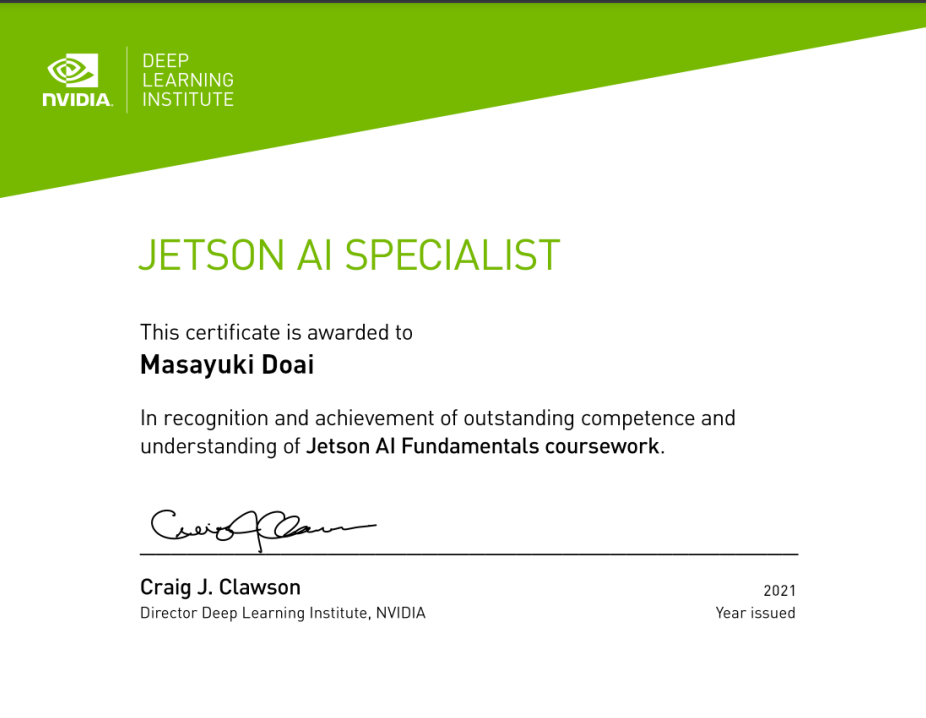 NVIDIA.
DEEP
LEARNING
INSTITUTE
JETSON AI SPECIALIST
This certificate is awarded to
Masayuki Doai
In recognition and achievement of outstanding competence and
understanding of Jetson AI Fundamentals coursework.
Craig J. Clawson
Craig J. Clawson
2021
Director Deep Learning Institute, NVIDIA
Year issued